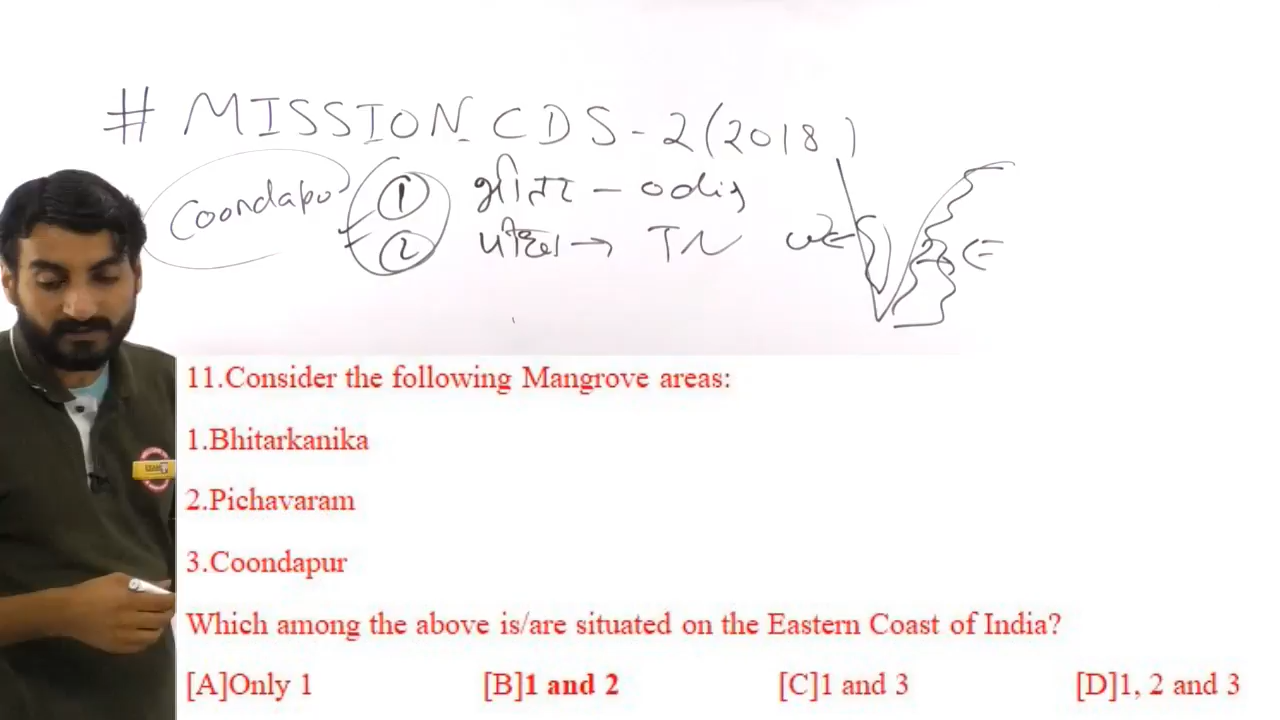 # MISSION CDS-2 (2018)
Coondapur ① – odis
② → TN
11.Consider the following Mangrove areas:
1.Bhitarkanika
2.Pichavaram
3.Coondapur
Which among the above is/are situated on the Eastern Coast of India?
[A]Only 1 [B]1 and 2 [C]1 and 3 [D]1, 2 and 3